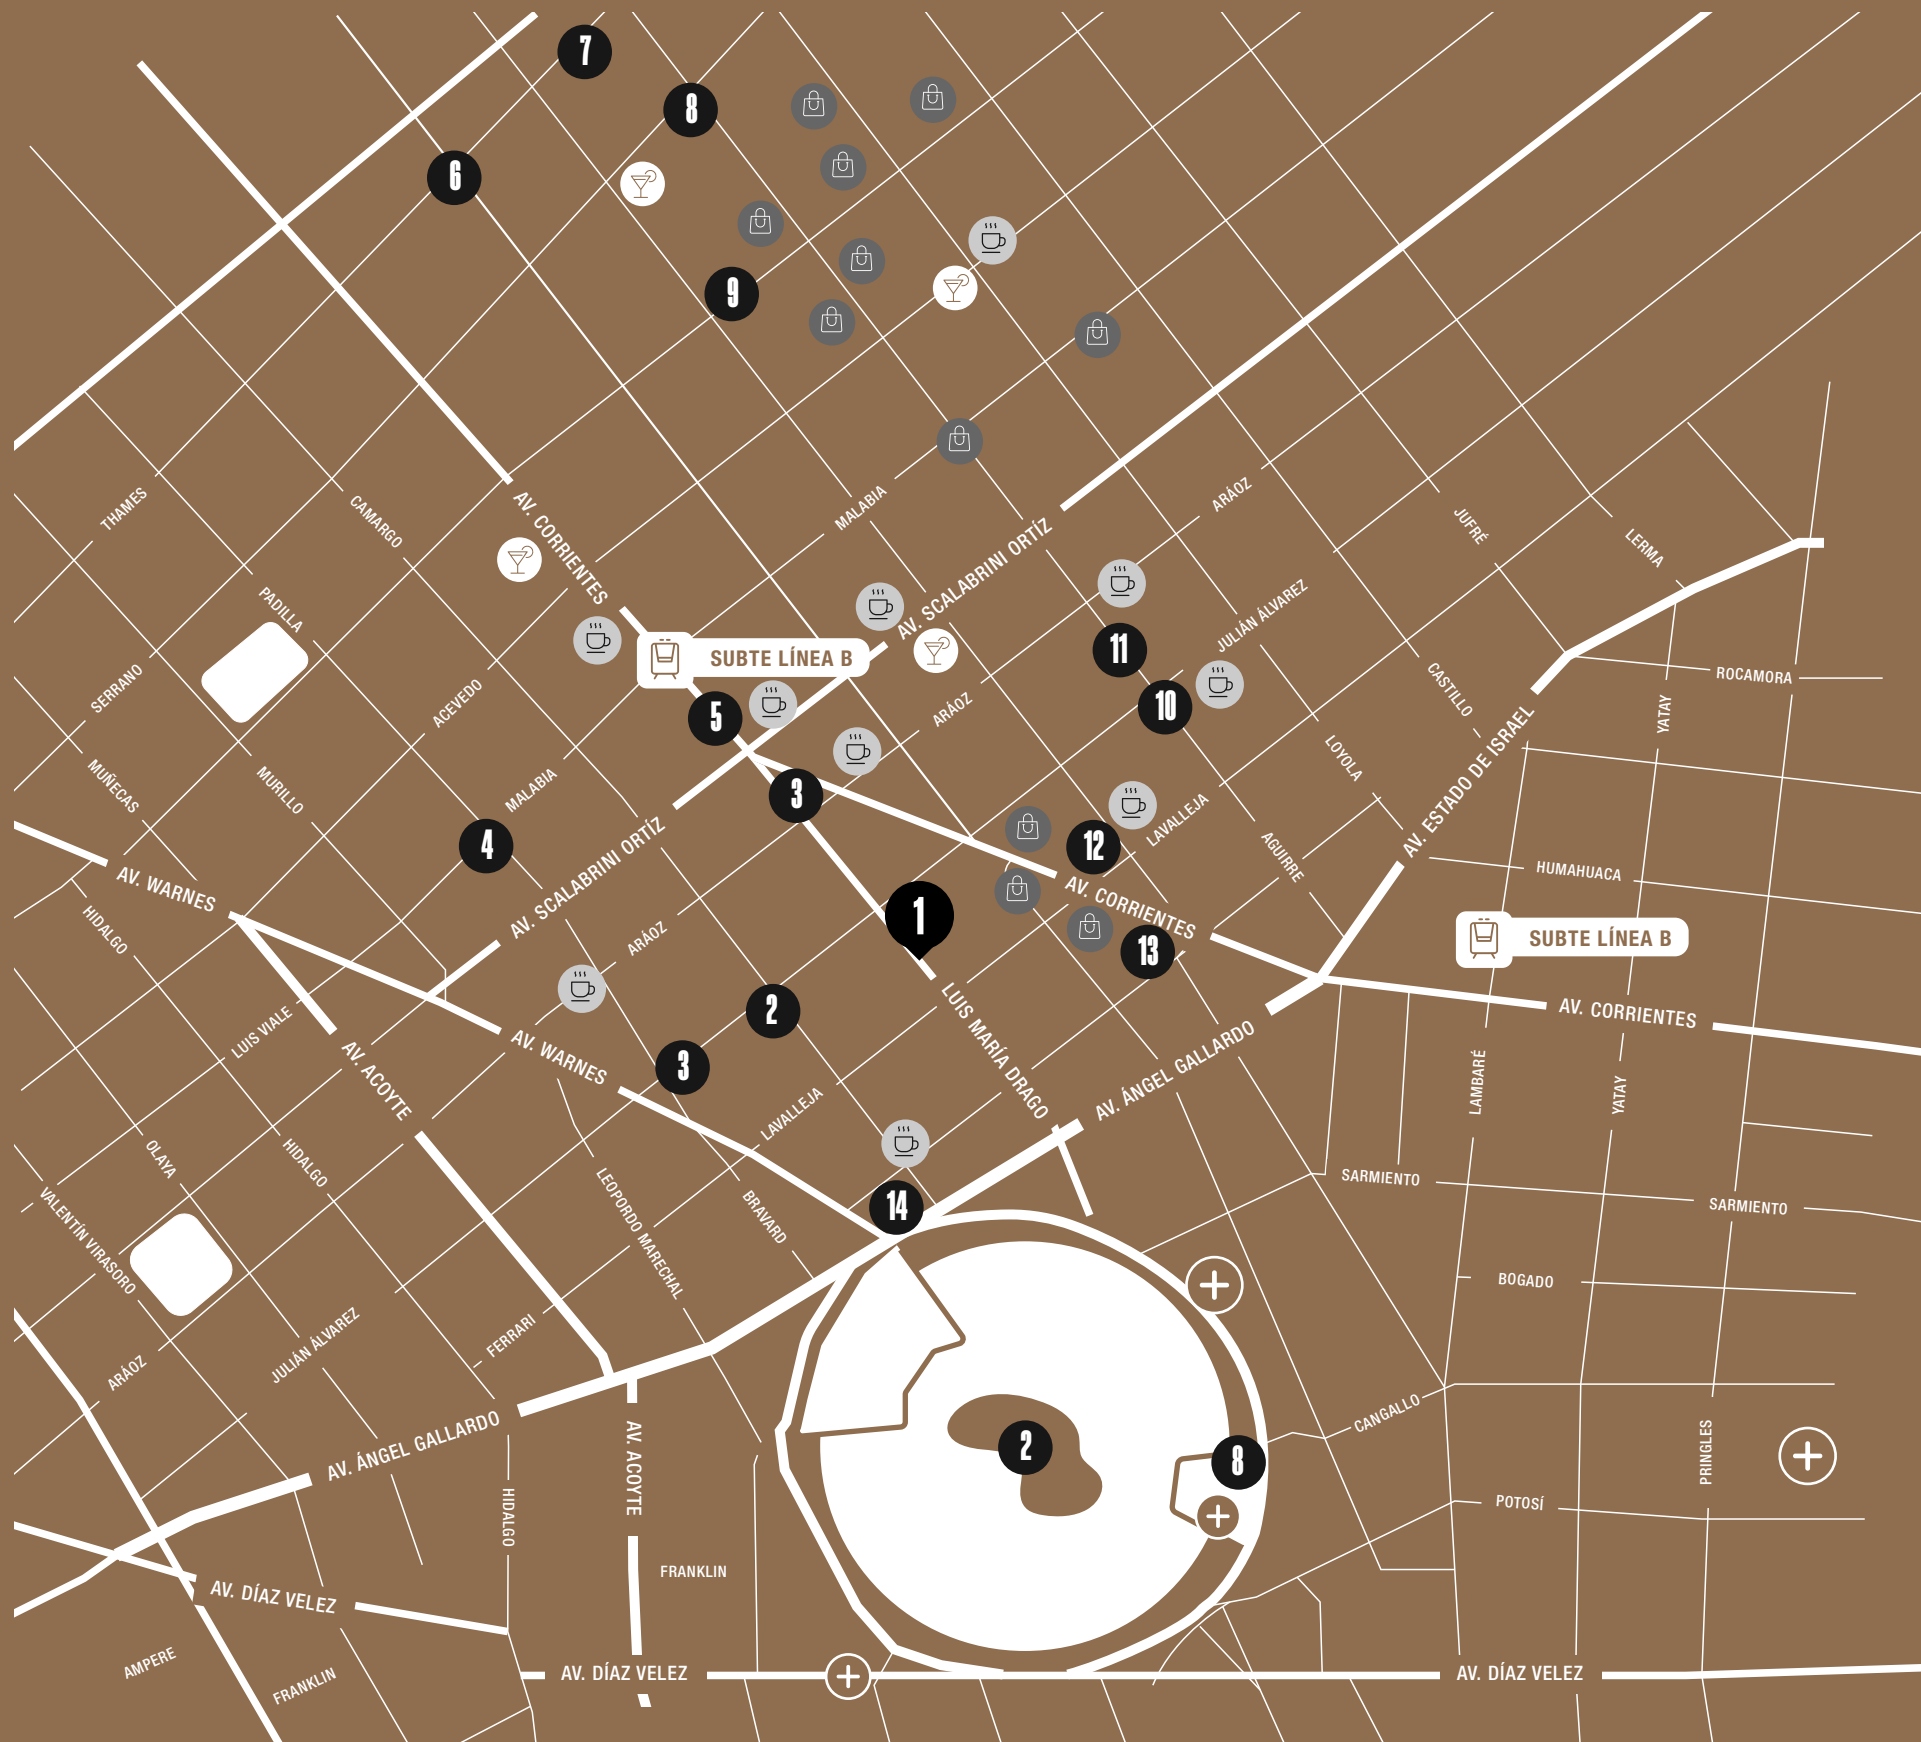 7
8
6
9
THAMES
CAMARGO
AV. CORRIENTES
MALABIA
ARÁOZ
JUFRÉ
LERMA
AV. SCALABRINI ORTÍZ
PADILLA
JULIÁN ÁLVAREZ
SERRANO
ACEVEDO
SUBTE LÍNEA B
11
10
5
ARÁOZ
CASTILLO
ROCAMORA
YATAY
LOYOLA
AV. ESTADO DE ISRAEL
MUÑECAS
MURILLO
MALABIA
3
4
12
LAVALLEJA
AGUIRRE
HUMAHUACA
AV. WARNES
AV. SCALABRINI ORTÍZ
1
AV. CORRIENTES
13
SUBTE LÍNEA B
HIDALGO
ARÁOZ
2
LUIS VIALE
AV. WARNES
AV. ACOYTE
3
LUIS MARÍA DRAGO
AV. ÁNGEL GALLARDO
AV. CORRIENTES
LAMBARÉ
YATAY
LAVALLEJA
OLAYA
HIDALGO
VALENTÍN VIRASORO
LEOPORDO MARECHAL
BRAVARD
14
SARMIENTO
SARMIENTO
BOGADO
ARÁOZ
JULIÁN ÁLVAREZ
FERRARI
AV. ÁNGEL GALLARDO
AV. ACOYTE
HIDALGO
2
8
CANGALLO
PRINGLES
POTOSÍ
FRANKLIN
AV. DÍAZ VELEZ
AMPERE
FRANKLIN
AV. DÍAZ VELEZ
AV. DÍAZ VELEZ